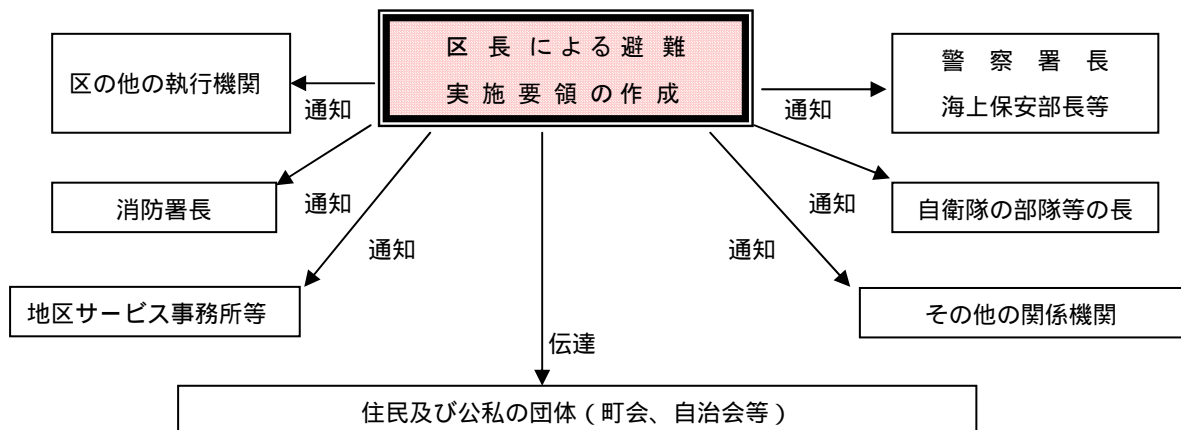 区長による避難
実施要領の作成
区の他の執行機関
通知
警察署長
海上保安部長等
通知
消防署長
通知
自衛隊の部隊等の長
通知
地区サービス事務所等
通知
その他の関係機関
通知
伝達
住民及び公私の団体（町会、自治会等）